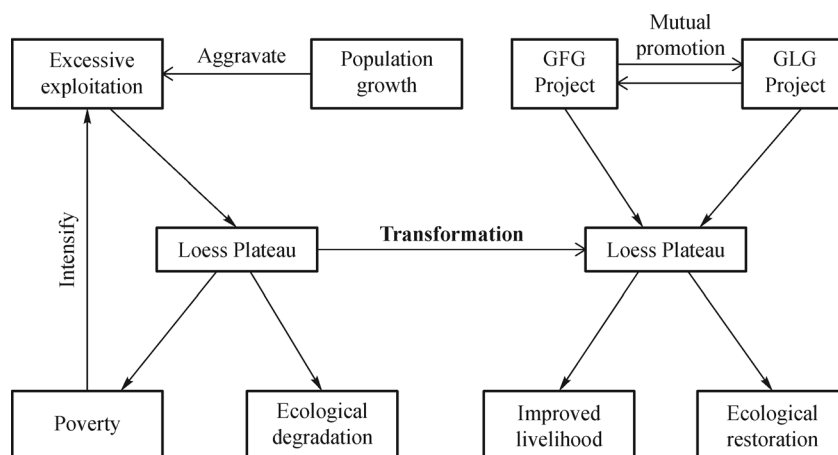 Excessive
exploitation
Aggravate
Population
growth
GFG
Project
Mutual
promotion
GLG
Project
Intensify
Loess Plateau
Transformation
Loess Plateau
Poverty
Ecological
degradation
Improved
livelihood
Ecological
restoration